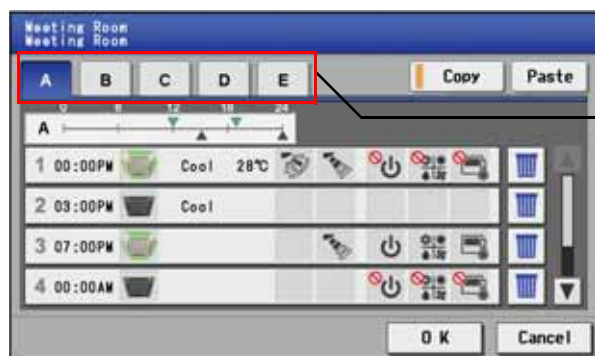 Meeting Room
Meeting Room
A B C D E Copy Paste
0 6 12 18 24
A
1 00:00PM Cool 28℃
2 03:00PM Cool
3 07:00PM
4 00:00AM
OK Cancel